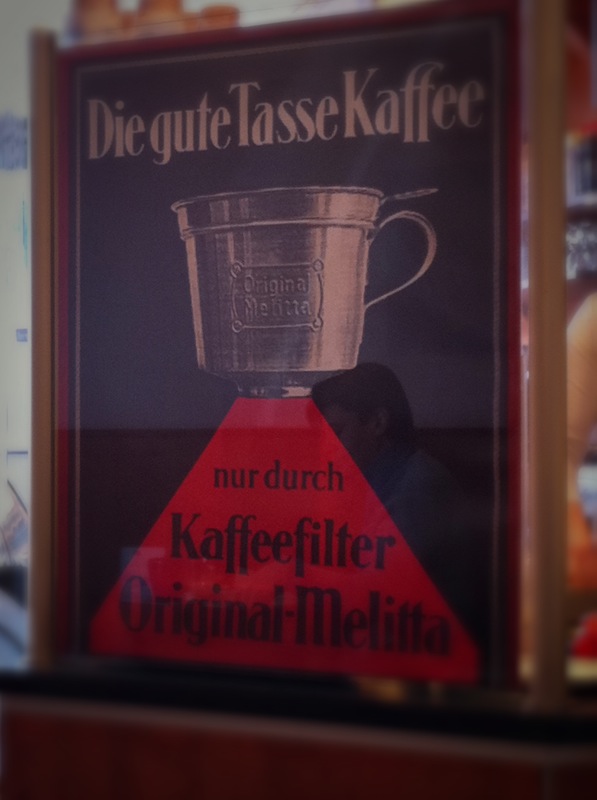 Die gute Tasse Kaffee
Original
Melitta
nur durch
Kaffeefilter
Original-Melitta